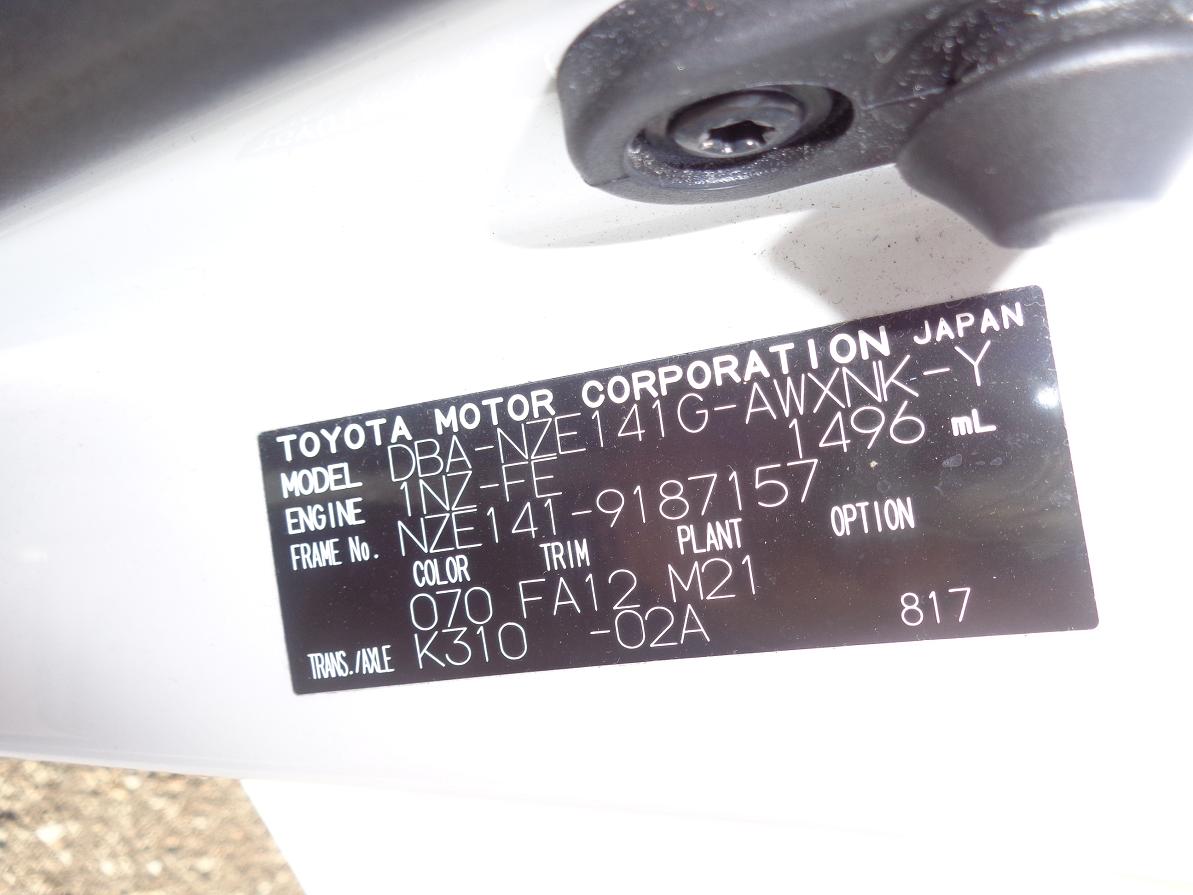 TOYOTA MOTOR CORPORATION JAPAN
MODEL DBA-NZE141G-AWXNK-Y
ENGINE 1NZ-FE 1496 mL
FRAME No. NZE141-9187157
COLOR TRIM PLANT OPTION
070 FA12 M21
TRANS./AXLE K310 -02A 817